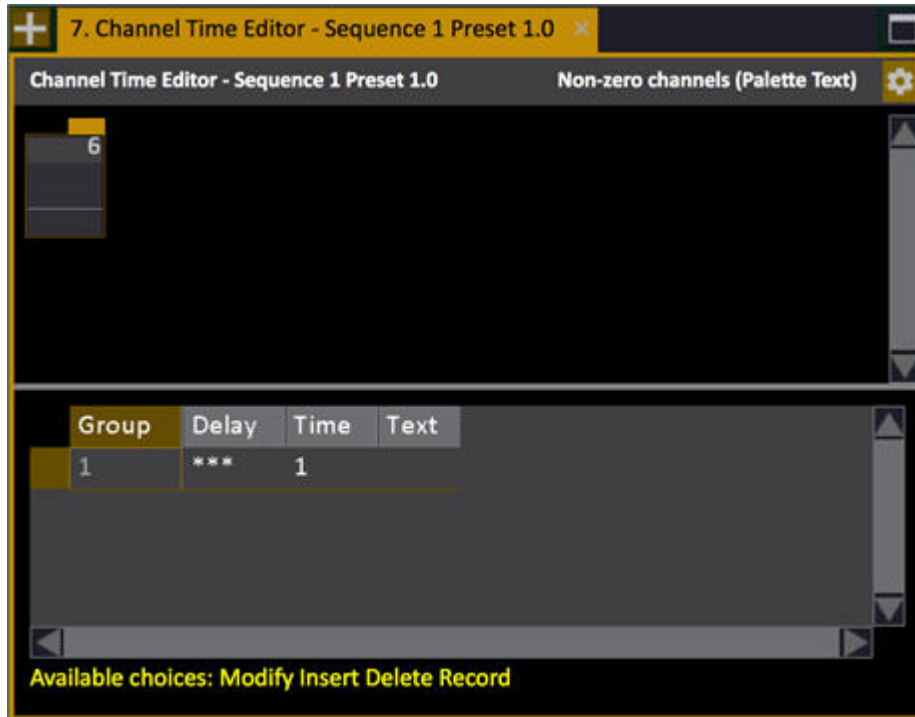 7. Channel Time Editor - Sequence 1 Preset 1.0 ×
Channel Time Editor - Sequence 1 Preset 1.0 Non-zero channels (Palette Text)
6
Group Delay Time Text
1 *** 1
Available choices: Modify Insert Delete Record